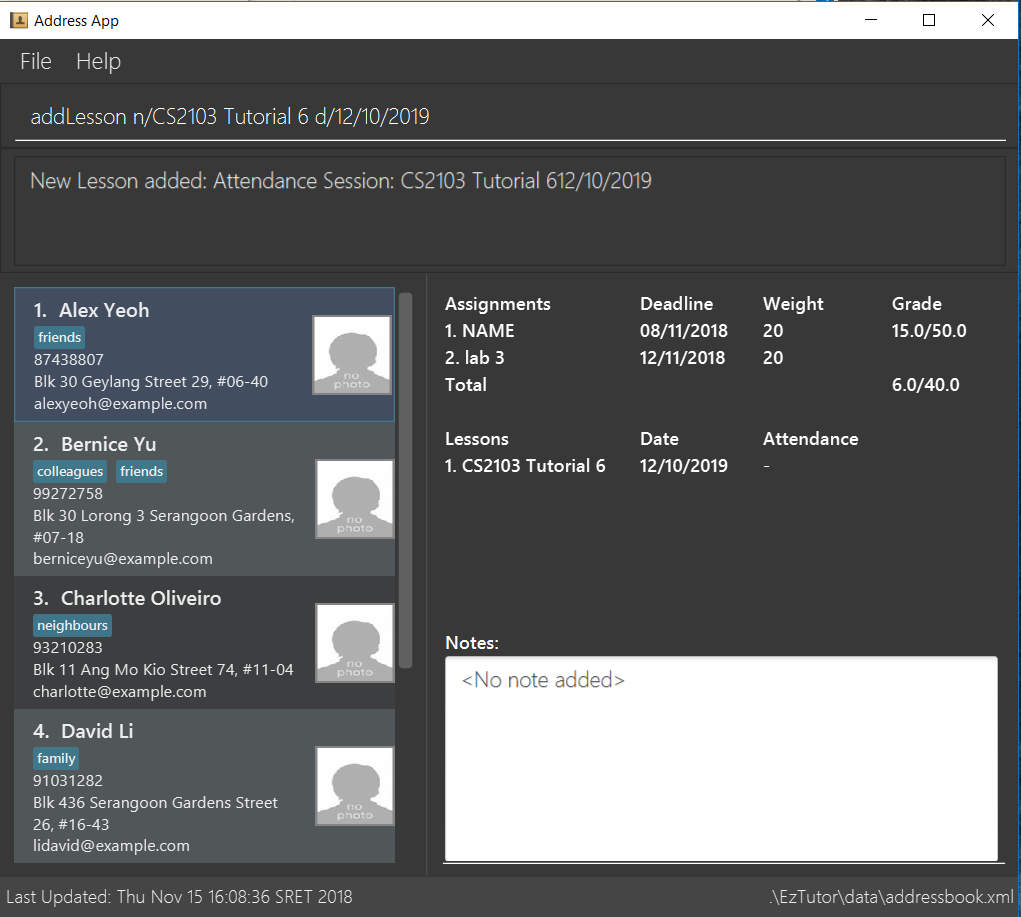 Address App
File Help
addLesson n/CS2103 Tutorial 6 d/12/10/2019
New Lesson added: Attendance Session: CS2103 Tutorial 612/10/2019
1. Alex Yeoh
friends
87438807
Blk 30 Geylang Street 29, #06-40
alexyeoh@example.com
no photo
2. Bernice Yu
colleagues friends
99272758
Blk 30 Lorong 3 Serangoon Gardens,
#07-18
berniceyu@example.com
no photo
3. Charlotte Oliveiro
neighbours
93210283
Blk 11 Ang Mo Kio Street 74, #11-04
charlotte@example.com
no photo
4. David Li
family
91031282
Blk 436 Serangoon Gardens Street
26, #16-43
lidavid@example.com
no photo
Assignments Deadline Weight Grade
1. NAME 08/11/2018 20 15.0/50.0
2. lab 3 12/11/2018 20
Total 6.0/40.0
Lessons Date Attendance
1. CS2103 Tutorial 6 12/10/2019 -
Notes:
<No note added>
Last Updated: Thu Nov 15 16:08:36 SRET 2018 .\EzTutor\data\addressbook.xml